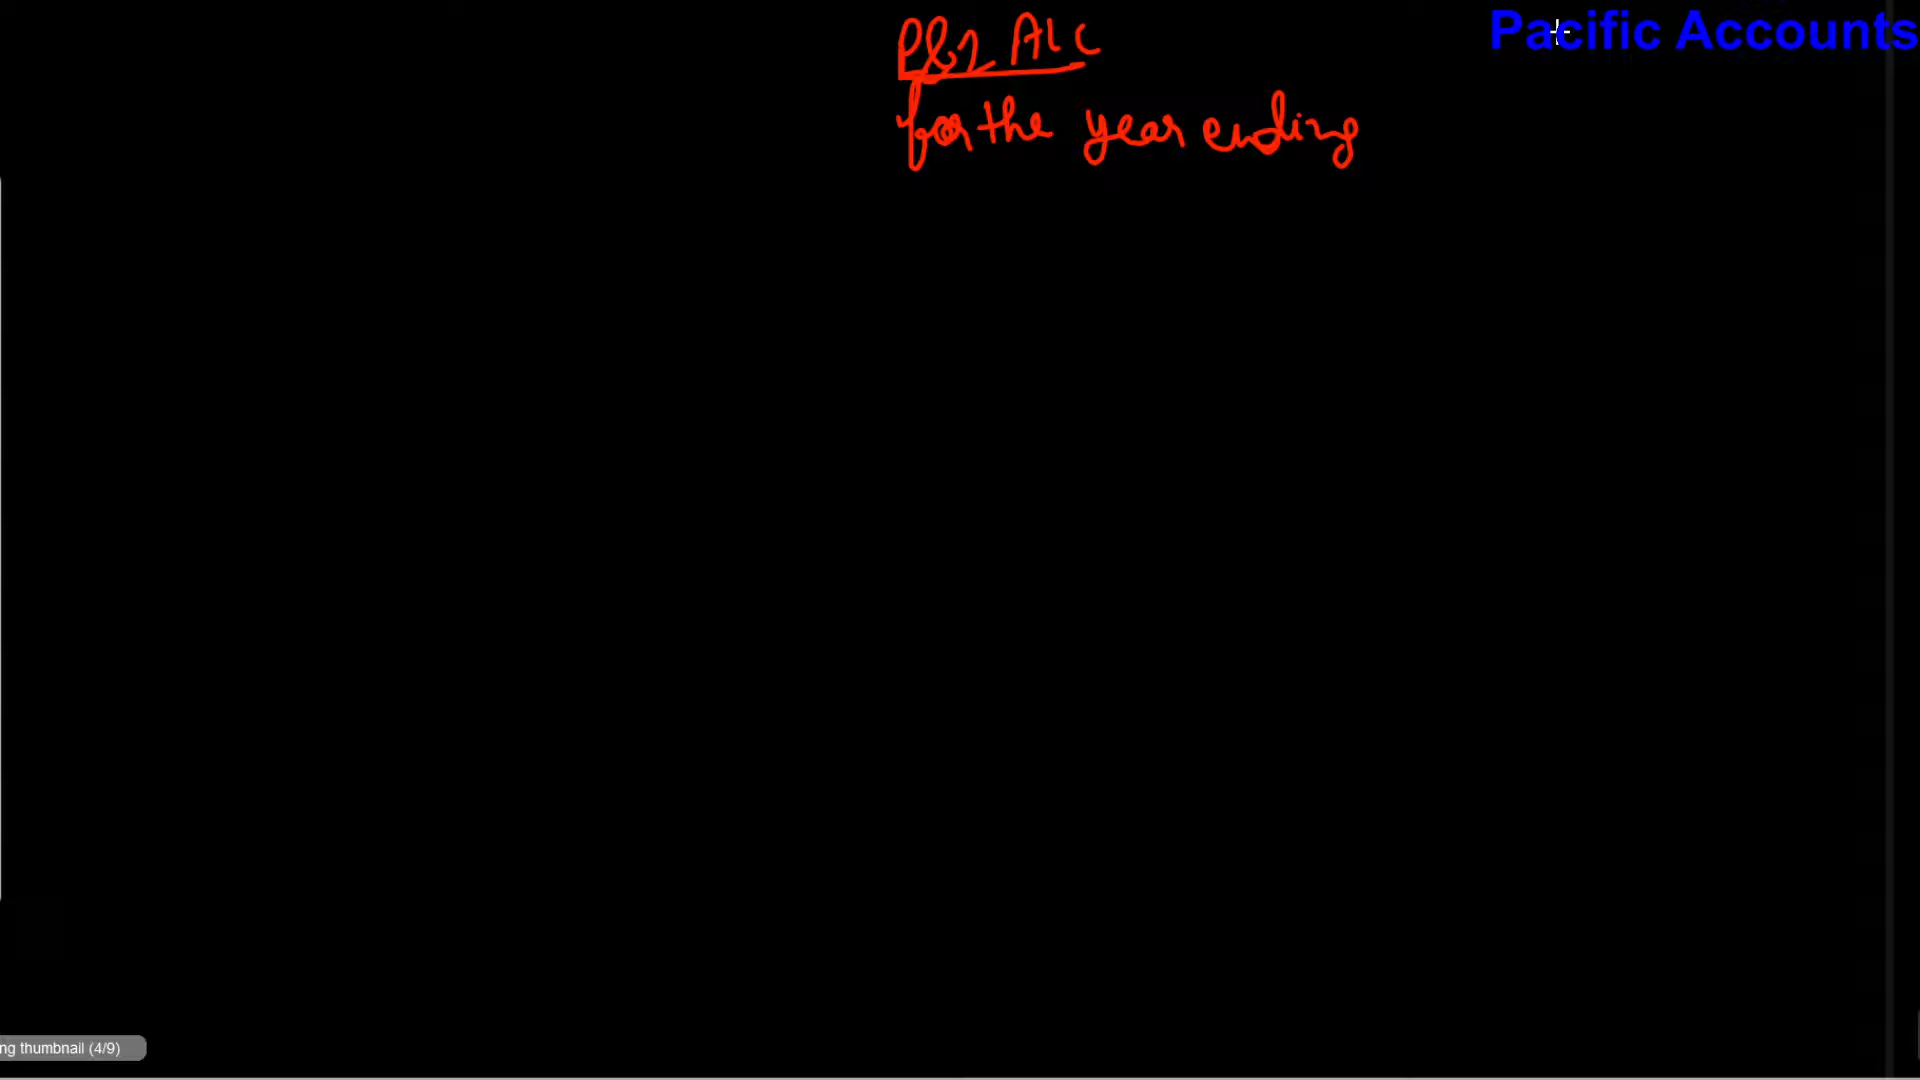 P&L A/C
Pacific Accounts
for the year ending
ng thumbnail (4/9)